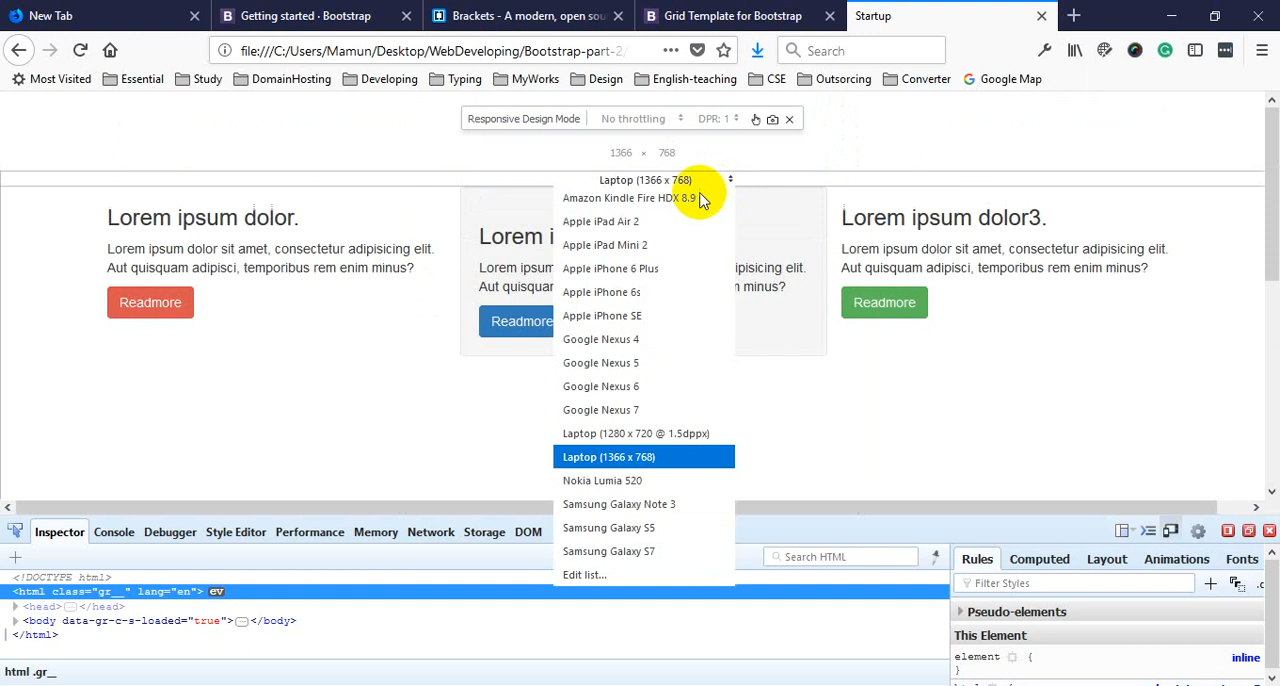 New Tab
Getting started · Bootstrap
Brackets - A modern, open sou
Grid Template for Bootstrap
Startup
file:///C:/Users/Mamun/Desktop/WebDeveloping/Bootstrap-part-2/
Search
Most Visited Essential Study DomainHosting Developing Typing MyWorks Design English-teaching CSE Outsorcing Converter Google Map
Responsive Design Mode No throttling DPR: 1
1366 × 768
Laptop (1366 x 768)
Amazon Kindle Fire HDX 8.9
Apple iPad Air 2
Apple iPad Mini 2
Apple iPhone 6 Plus
Apple iPhone 6s
Apple iPhone SE
Google Nexus 4
Google Nexus 5
Google Nexus 6
Google Nexus 7
Laptop (1280 x 720 @ 1.5dppx)
Laptop (1366 x 768)
Nokia Lumia 520
Samsung Galaxy Note 3
Samsung Galaxy S5
Samsung Galaxy S7
Edit list...
Lorem ipsum dolor.
Lorem ipsum dolor sit amet, consectetur adipisicing elit.
Aut quisquam adipisci, temporibus rem enim minus?
Readmore
Lorem i
Lorem ipsum
dipisicing elit.
Aut quisqua
m minus?
Readmore
Lorem ipsum dolor3.
Lorem ipsum dolor sit amet, consectetur adipisicing elit.
Aut quisquam adipisci, temporibus rem enim minus?
Readmore
Inspector Console Debugger Style Editor Performance Memory Network Storage DOM
Search HTML
<!DOCTYPE html>
<html class="gr__" lang="en"> ev
<head> </head>
<body data-gr-c-s-loaded="true"> </body>
</html>
html .gr__
Rules Computed Layout Animations Fonts
Filter Styles
Pseudo-elements
This Element
element { inline
}